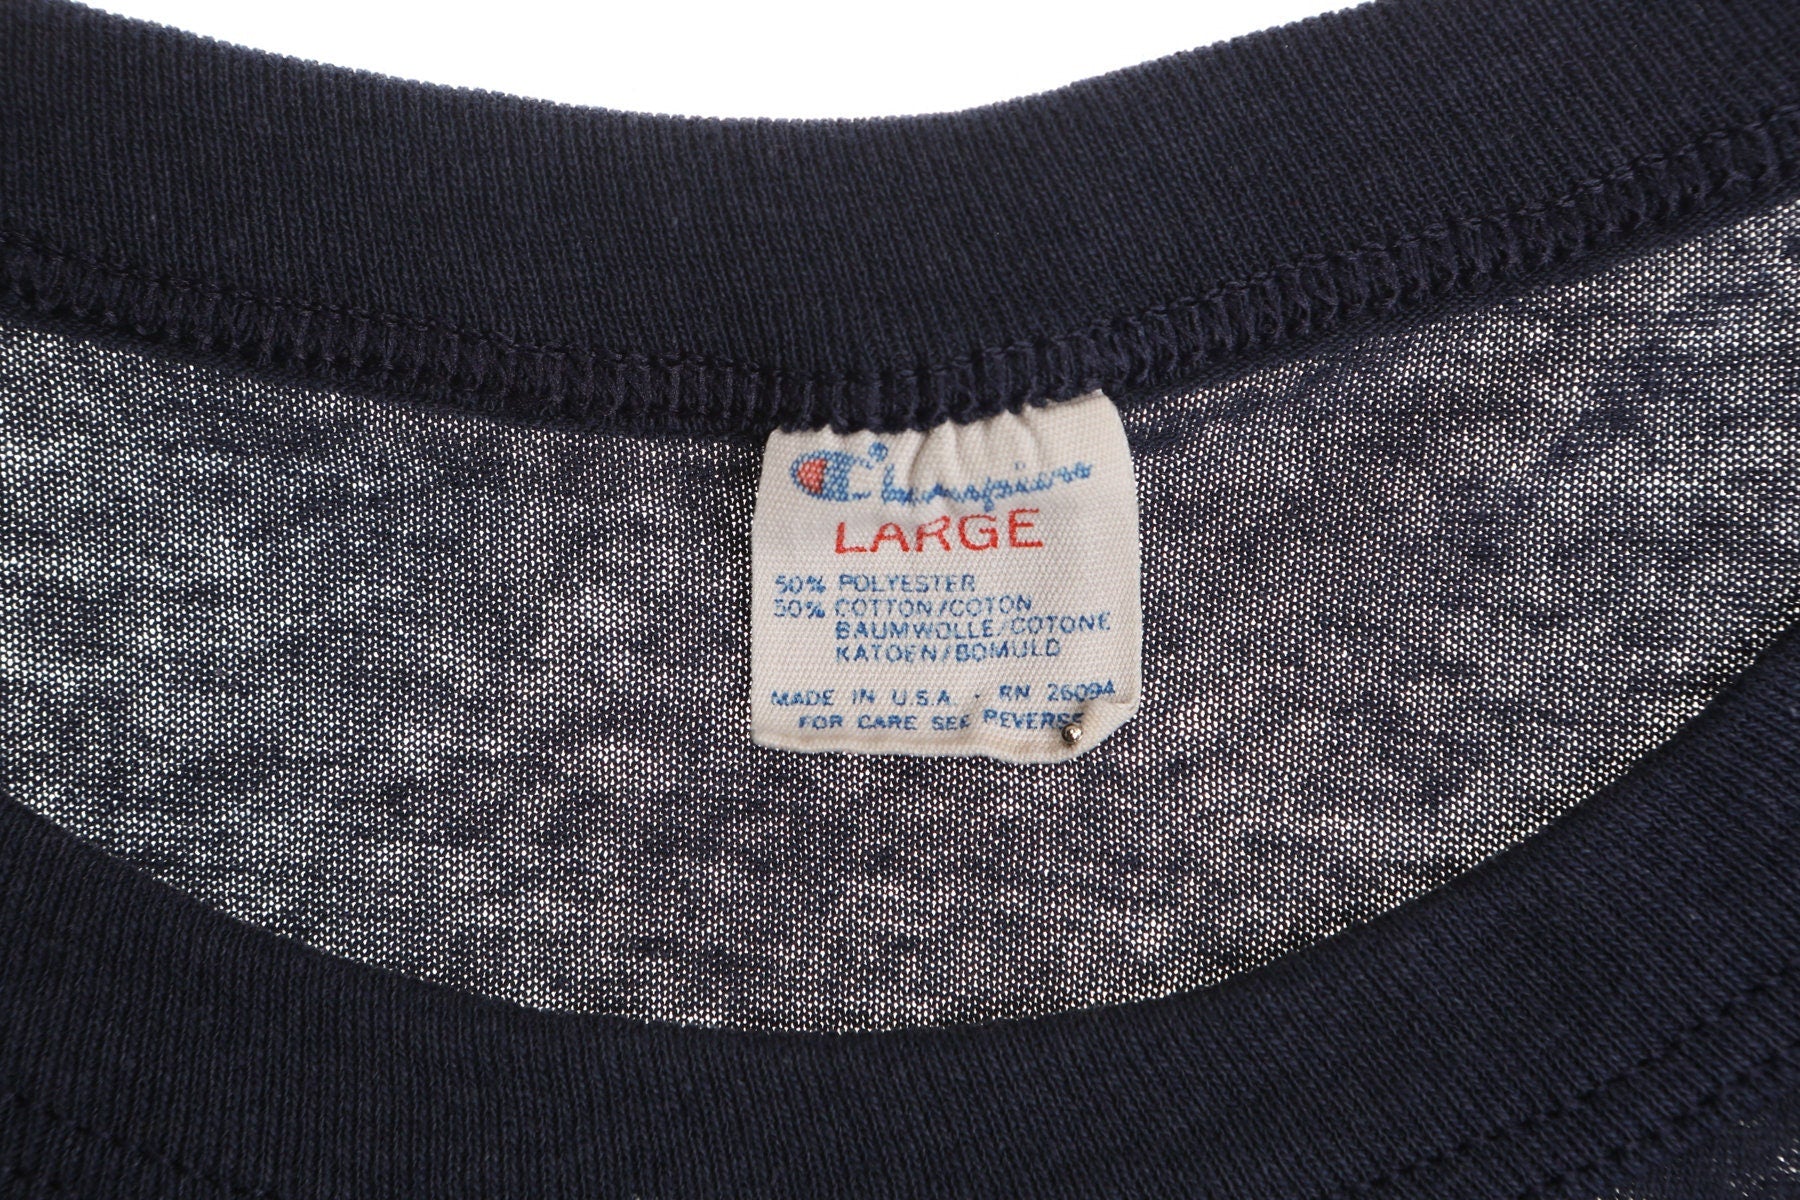 Champion
LARGE
50% POLYESTER
50% COTTON/COTON
BAUMWOLLE/COTONE
KATOEN/BOMULD
MADE IN U.S.A. RN 26094
FOR CARE SEE REVERSE